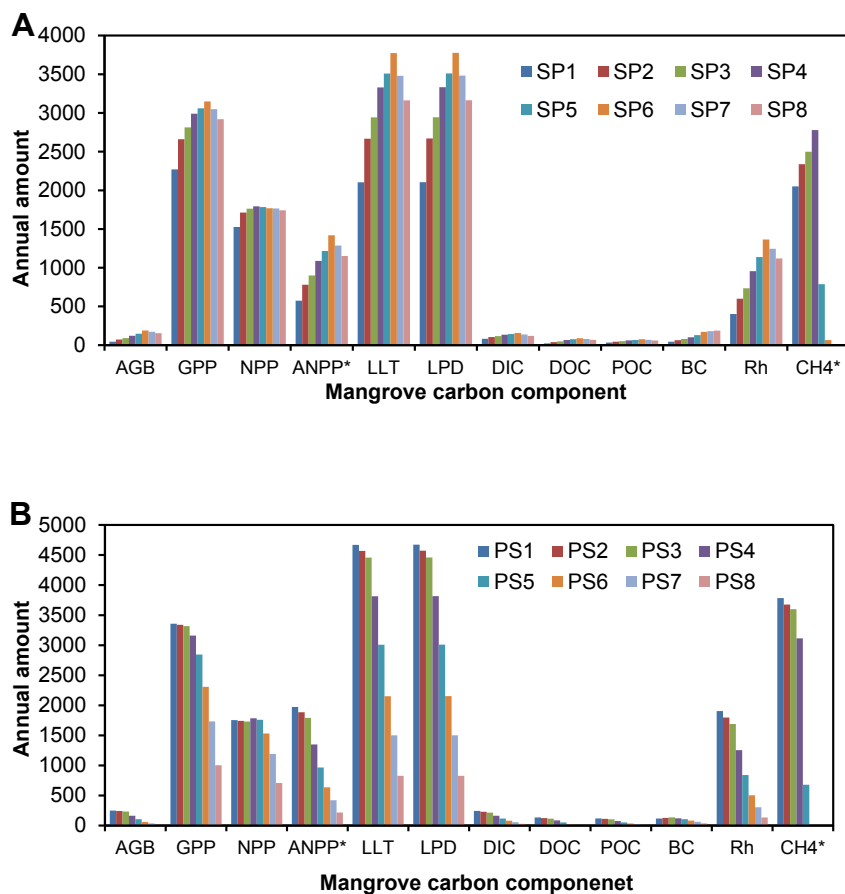 A
4000
3500
3000
2500
2000
1500
1000
500
0
Annual amount
SP1 SP2 SP3 SP4
SP5 SP6 SP7 SP8
AGB GPP NPP ANPP* LLT LPD DIC DOC POC BC Rh CH4*
Mangrove carbon component
B
5000
4500
4000
3500
3000
2500
2000
1500
1000
500
0
Annual amount
PS1 PS2 PS3 PS4
PS5 PS6 PS7 PS8
AGB GPP NPP ANPP* LLT LPD DIC DOC POC BC Rh CH4*
Mangrove carbon componenet